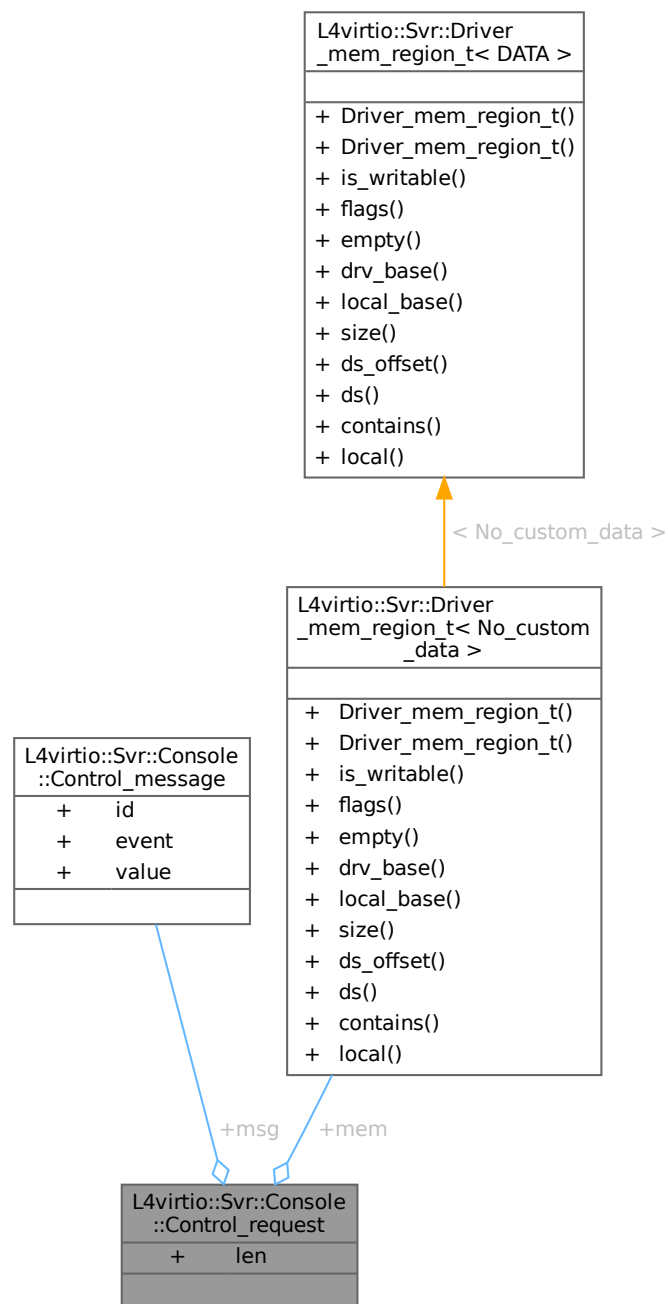 L4virtio::Svr::Driver
_mem_region_t< DATA >
+ Driver_mem_region_t()
+ Driver_mem_region_t()
+ is_writable()
+ flags()
+ empty()
+ drv_base()
+ local_base()
+ size()
+ ds_offset()
+ ds()
+ contains()
+ local()
< No_custom_data >
L4virtio::Svr::Driver
_mem_region_t< No_custom
_data >
+ Driver_mem_region_t()
+ Driver_mem_region_t()
+ is_writable()
+ flags()
+ empty()
+ drv_base()
+ local_base()
+ size()
+ ds_offset()
+ ds()
+ contains()
+ local()
L4virtio::Svr::Console
::Control_message
+ id
+ event
+ value
+msg
+mem
L4virtio::Svr::Console
::Control_request
+ len